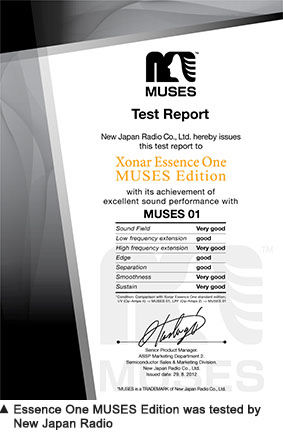 MUSES™
Test Report
New Japan Radio Co., Ltd. hereby issues
this test report to
Xonar Essence One
MUSES Edition
with its achievement of
excellent sound performance with
MUSES 01
Sound Field Very good
Low frequency extension good
High frequency extension Very good
Edge good
Separation good
Smoothness Very good
Sustain Very good
*Condition: Comparison with Xonar Essence One standard edition;
I/V (Op-Amps 4) → MUSES 01, LPF (Op-Amps 2) → MUSES 01
Senior Product Manager,
ASSP Marketing Department 2.
Semiconductor Sales & Marketing Division.
New Japan Radio Co., Ltd.
Issued date: 29. 8. 2012
MUSES™
*MUSES is a TRADEMARK of New Japan Radio Co., Ltd.
▲ Essence One MUSES Edition was tested by
New Japan Radio